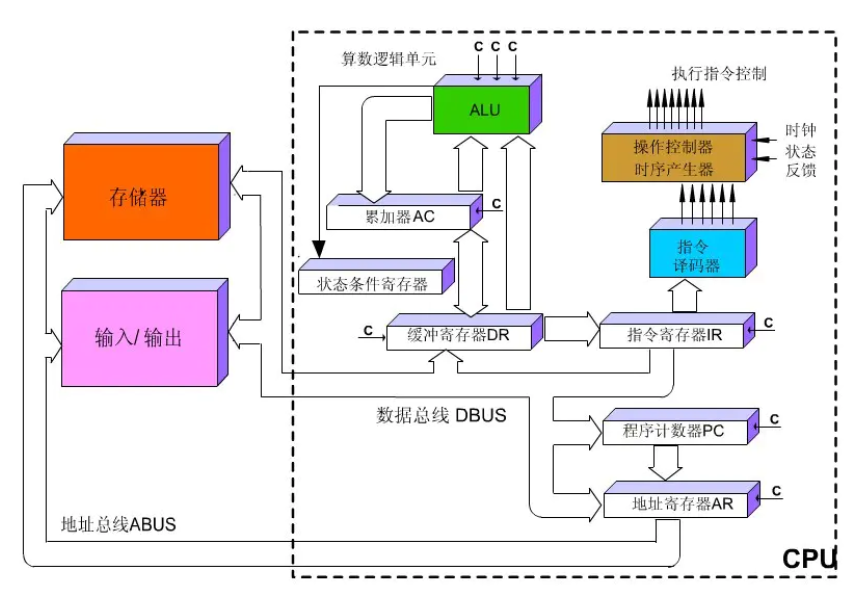 算数逻辑单元
C C C
执行指令控制
ALU
操作控制器
时序产生器
时钟
状态
反馈
存储器
累加器AC
C
指令
译码器
状态条件寄存器
输入/输出
C
缓冲寄存器DR
指令寄存器IR
C
数据总线 DBUS
程序计数器PC
C
地址寄存器AR
C
地址总线ABUS
CPU